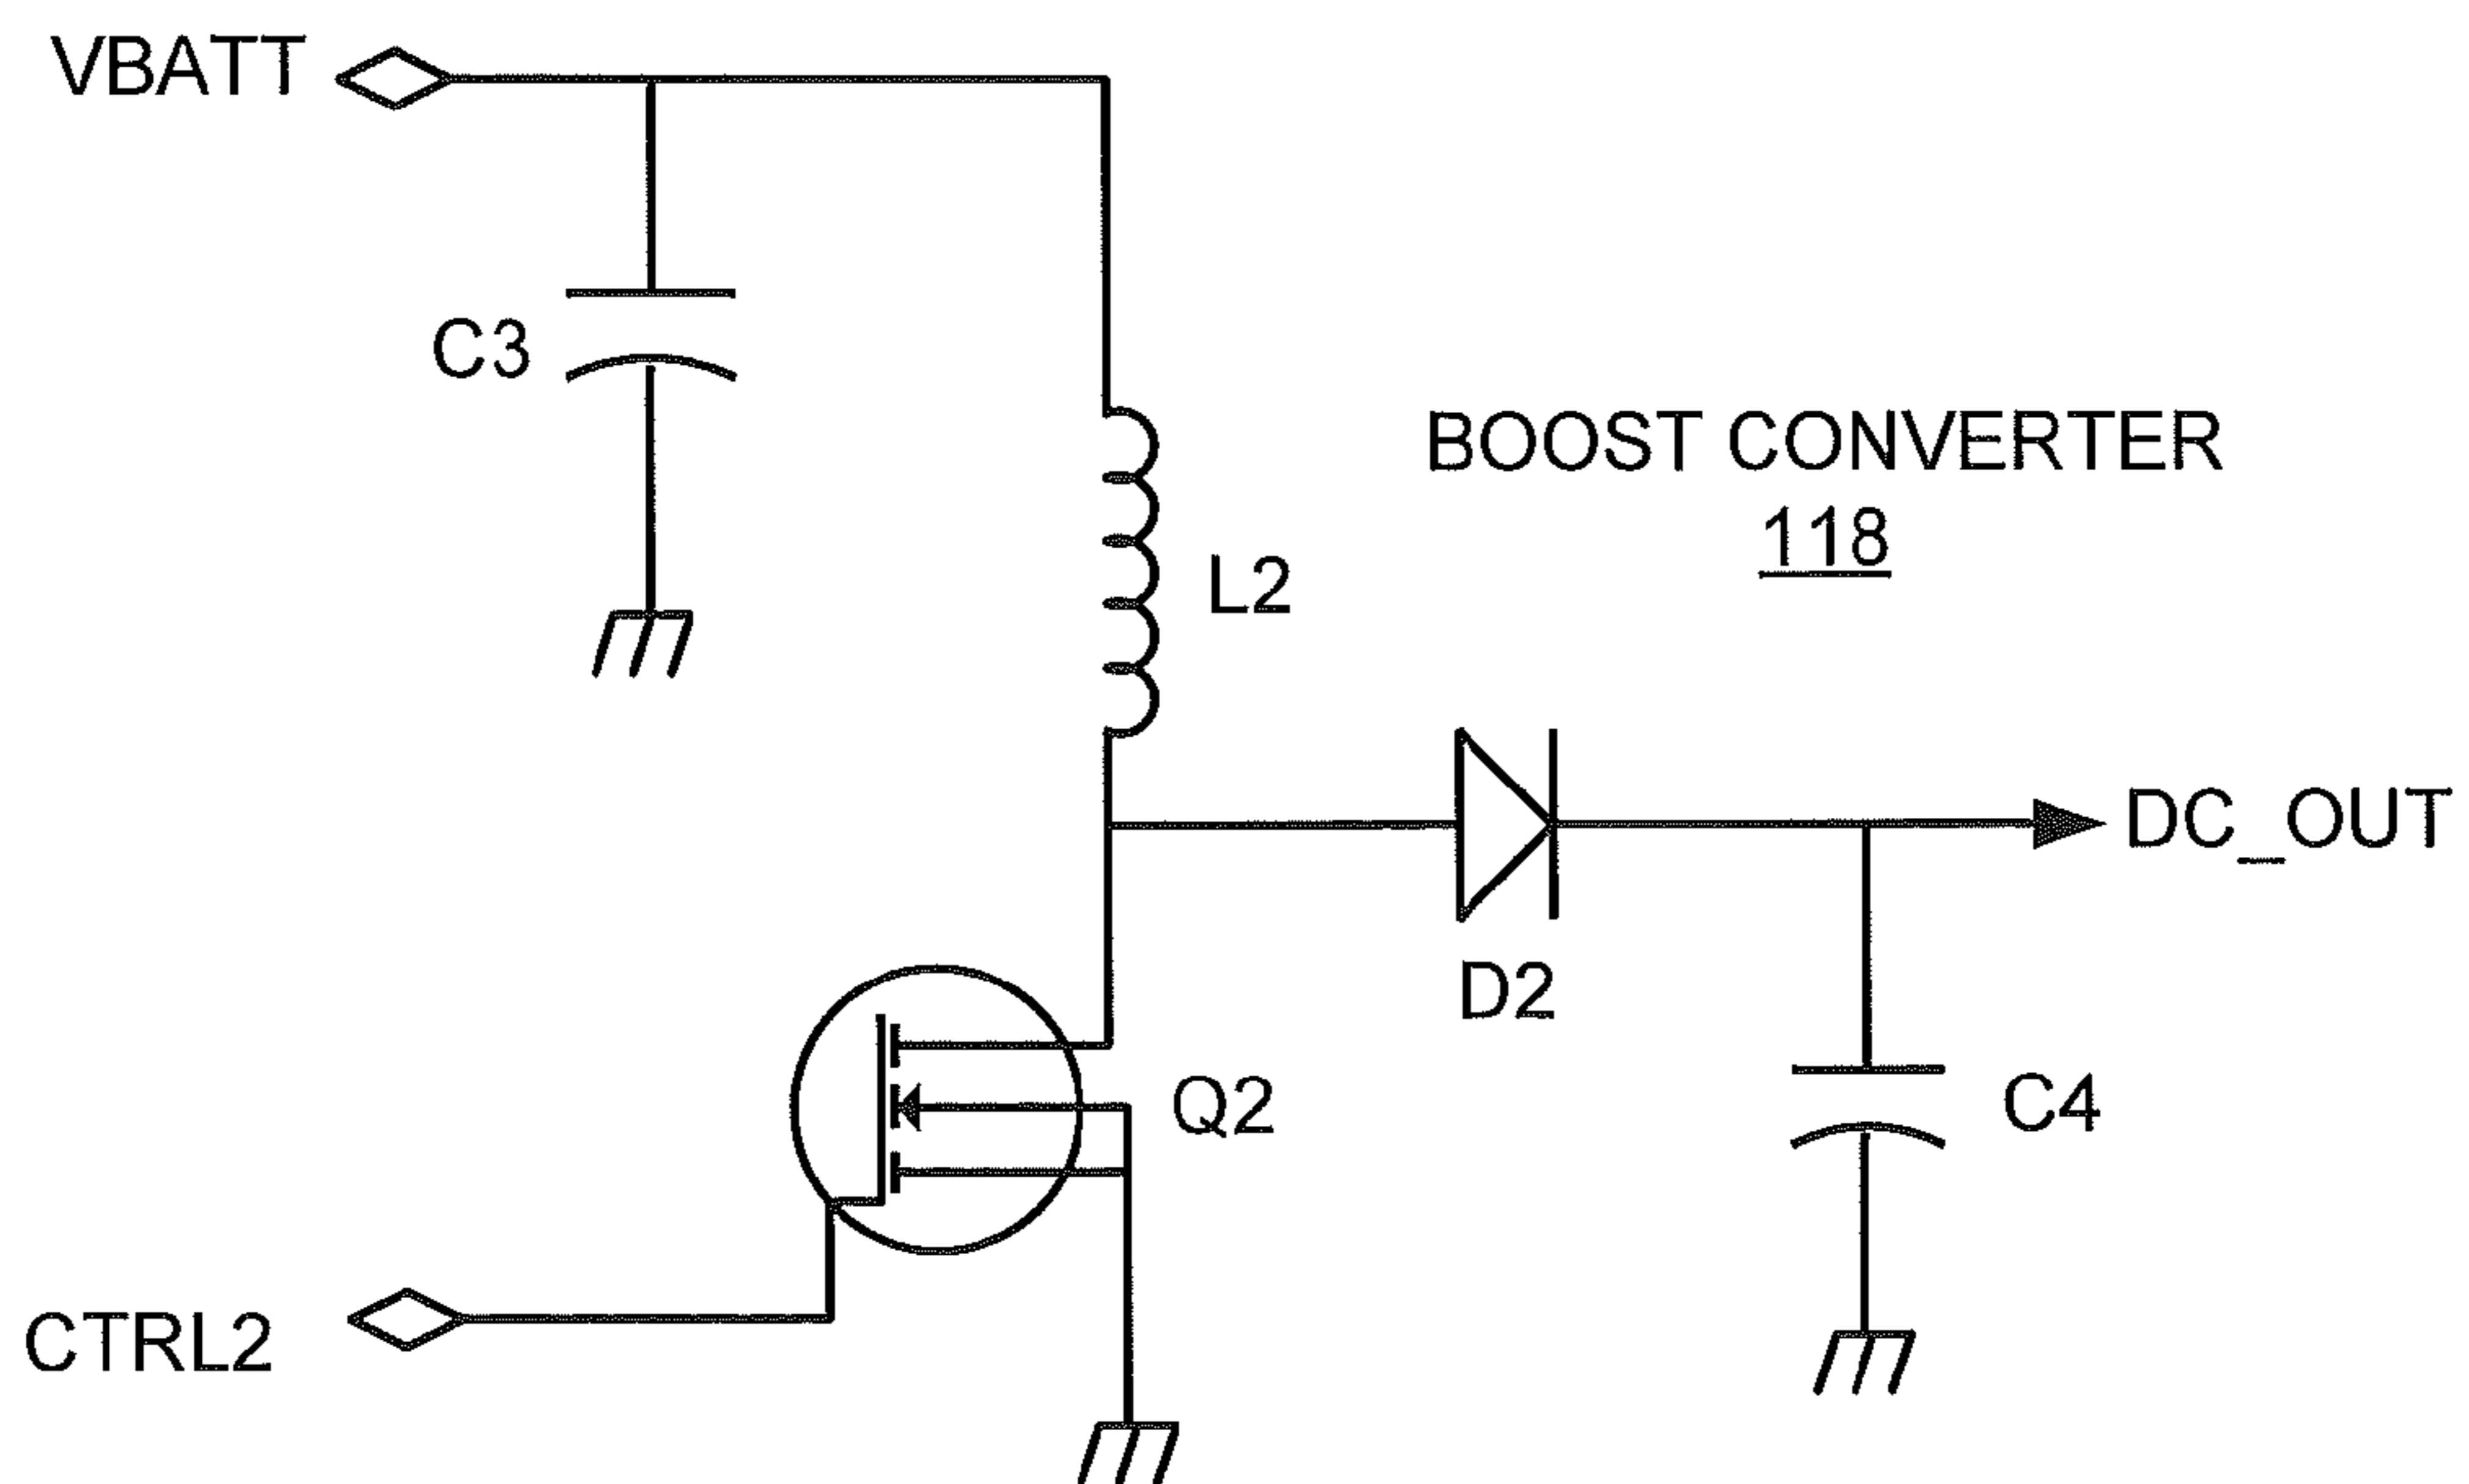 VBATT
C3
BOOST CONVERTER
118
L2
DC_OUT
D2
Q2
C4
CTRL2